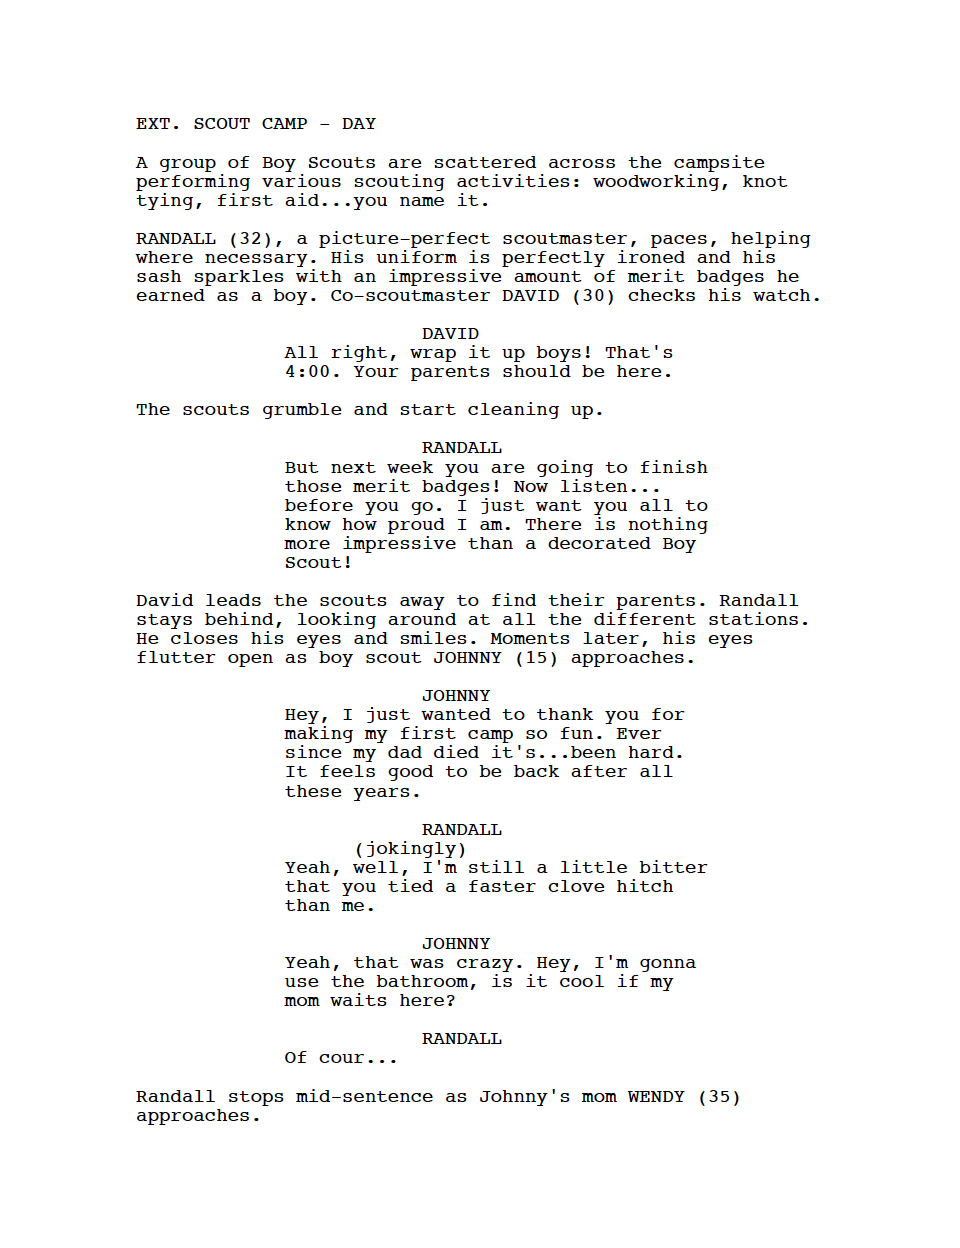 EXT. SCOUT CAMP - DAY
A group of Boy Scouts are scattered across the campsite
performing various scouting activities: woodworking, knot
tying, first aid...you name it.
RANDALL (32), a picture-perfect scoutmaster, paces, helping
where necessary. His uniform is perfectly ironed and his
sash sparkles with an impressive amount of merit badges he
earned as a boy. Co-scoutmaster DAVID (30) checks his watch.
DAVID
All right, wrap it up boys! That's
4:00. Your parents should be here.
The scouts grumble and start cleaning up.
RANDALL
But next week you are going to finish
those merit badges! Now listen...
before you go. I just want you all to
know how proud I am. There is nothing
more impressive than a decorated Boy
Scout!
David leads the scouts away to find their parents. Randall
stays behind, looking around at all the different stations.
He closes his eyes and smiles. Moments later, his eyes
flutter open as boy scout JOHNNY (15) approaches.
JOHNNY
Hey, I just wanted to thank you for
making my first camp so fun. Ever
since my dad died it's...been hard.
It feels good to be back after all
these years.
RANDALL
(jokingly)
Yeah, well, I'm still a little bitter
that you tied a faster clove hitch
than me.
JOHNNY
Yeah, that was crazy. Hey, I'm gonna
use the bathroom, is it cool if my
mom waits here?
RANDALL
Of cour...
Randall stops mid-sentence as Johnny's mom WENDY (35)
approaches.